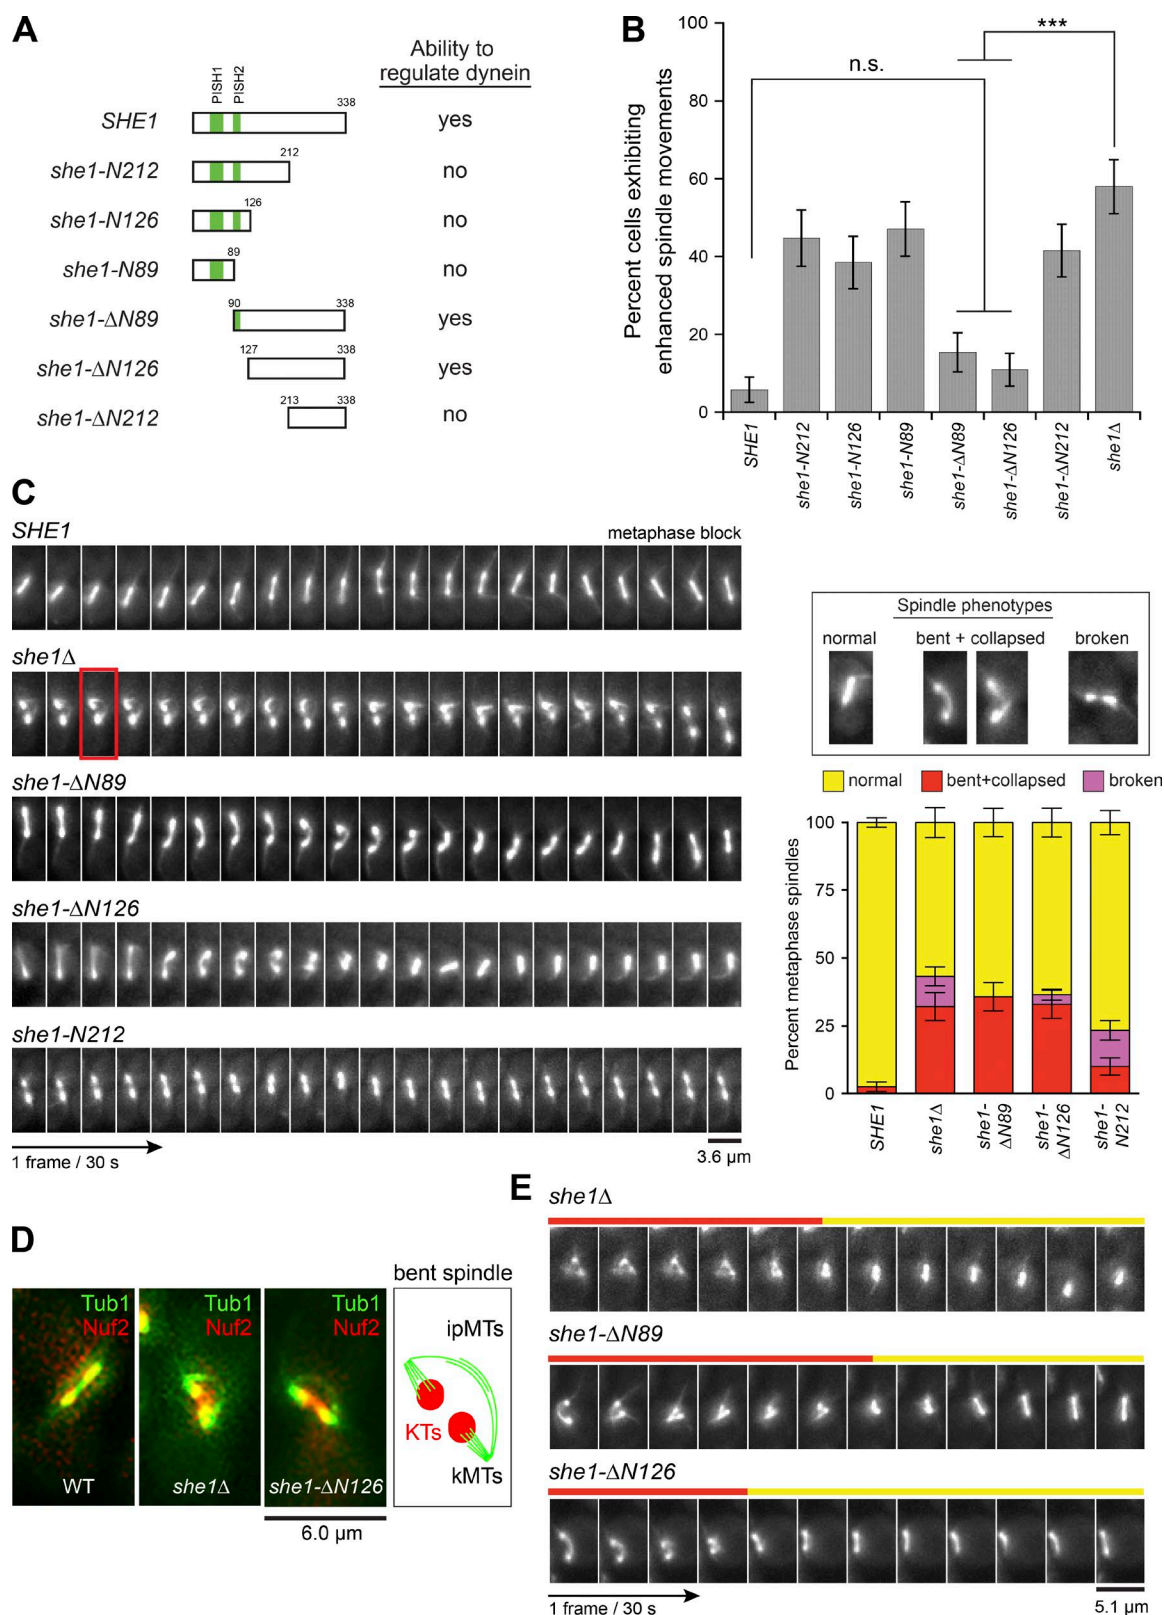 A
Ability to
regulate dynein
PISH1
PISH2
SHE1
338
yes
she1-N212
212
no
she1-N126
126
no
she1-N89
89
no
she1-ΔN89
90
338
yes
she1-ΔN126
127
338
yes
she1-ΔN212
213
338
no
B
Percent cells exhibiting
enhanced spindle movements
100
80
60
40
20
0
n.s.
***
SHE1
she1-N212
she1-N126
she1-N89
she1-ΔN89
she1-ΔN126
she1-ΔN212
she1Δ
C
SHE1
metaphase block
she1Δ
she1-ΔN89
she1-ΔN126
she1-N212
1 frame / 30 s
3.6 µm
Spindle phenotypes
normal
bent + collapsed
broken
normal
bent+collapsed
broken
Percent metaphase spindles
100
75
50
25
0
SHE1
she1Δ
she1-
ΔN89
she1-
ΔN126
she1-
N212
D
Tub1
Nuf2
WT
Tub1
Nuf2
she1Δ
Tub1
Nuf2
she1-ΔN126
6.0 µm
bent spindle
ipMTs
KTs
kMTs
E
she1Δ
she1-ΔN89
she1-ΔN126
1 frame / 30 s
5.1 µm